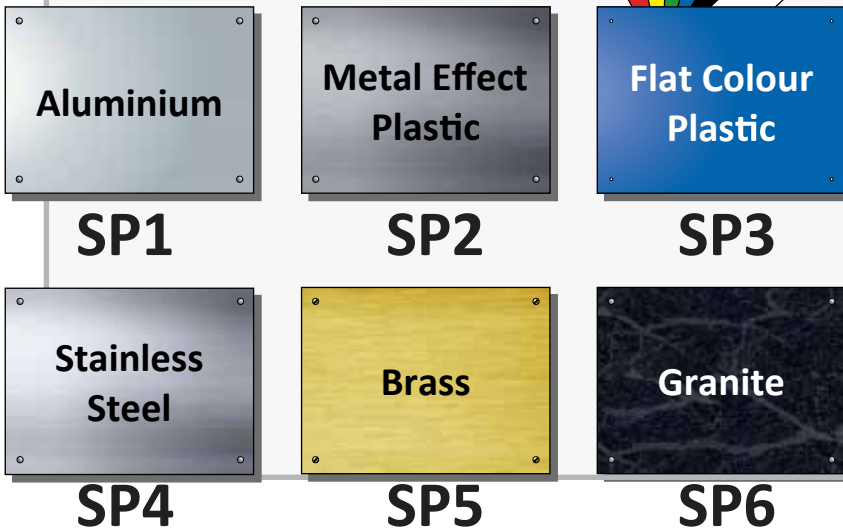 Aluminium
Metal Effect
Plastic
Flat Colour
Plastic
SP1
SP2
SP3
Stainless
Steel
Brass
Granite
SP4
SP5
SP6